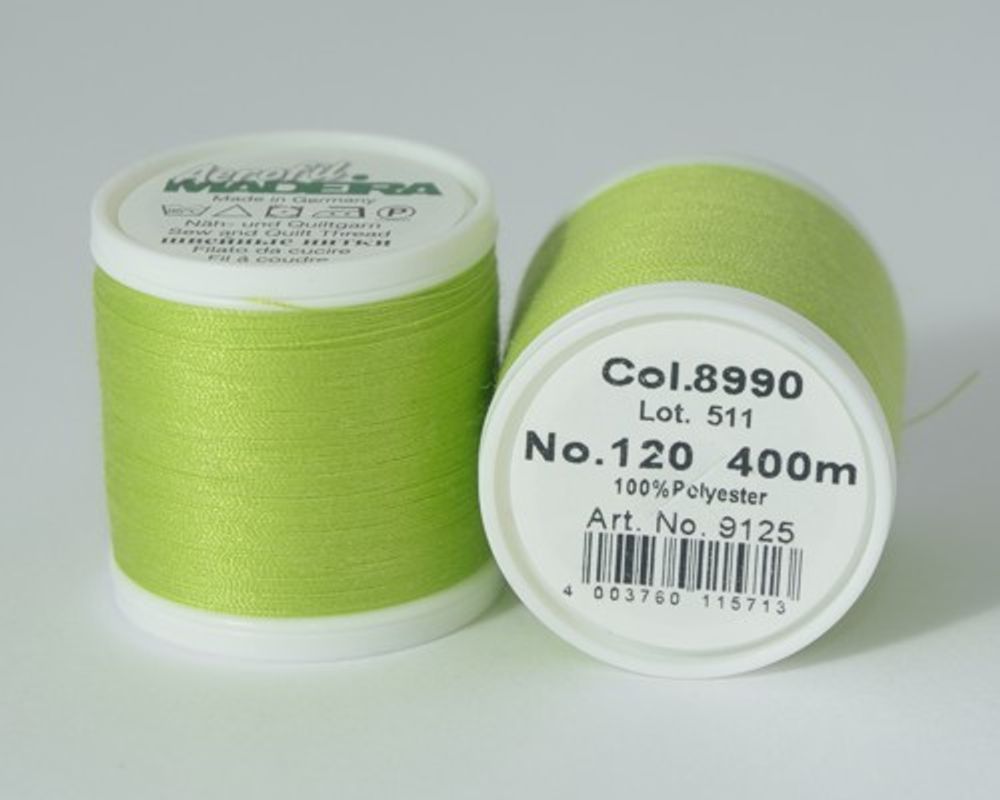 Aerofil
MADEIRA
Made in Germany
Näh- und Quiltgarn
Sew and Quilt Thread
швейные нитки
Filato da cucire
Fil à coudre
Col.8990
Lot. 511
No.120 400m
100%Polyester
Art. No. 9125
4 003760 115713